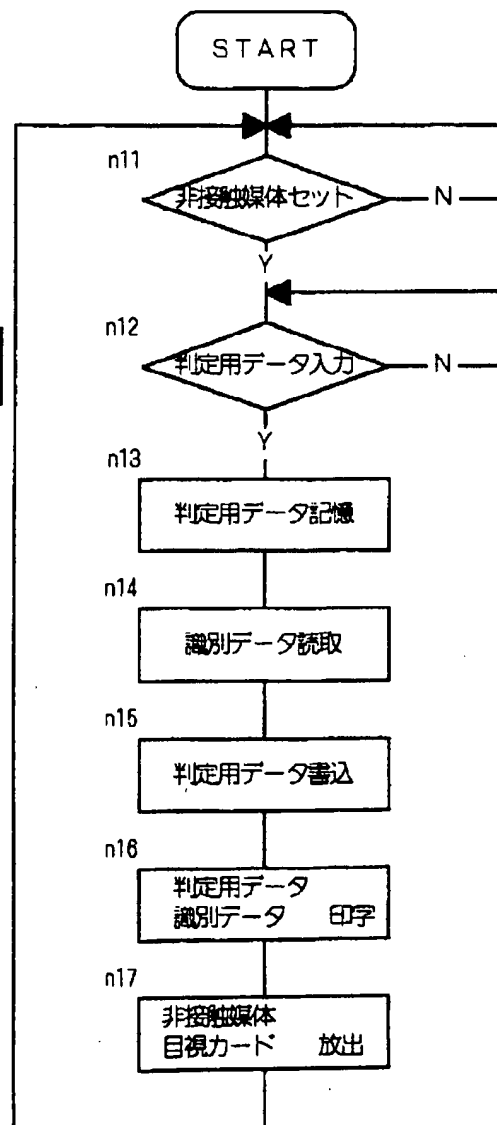 START
n11
非接触媒体セット
N
Y
n12
判定用データ入力
N
Y
n13
判定用データ記憶
n14
識別データ読取
n15
判定用データ書込
n16
判定用データ
識別データ 印字
n17
非接触媒体
目視カード 放出